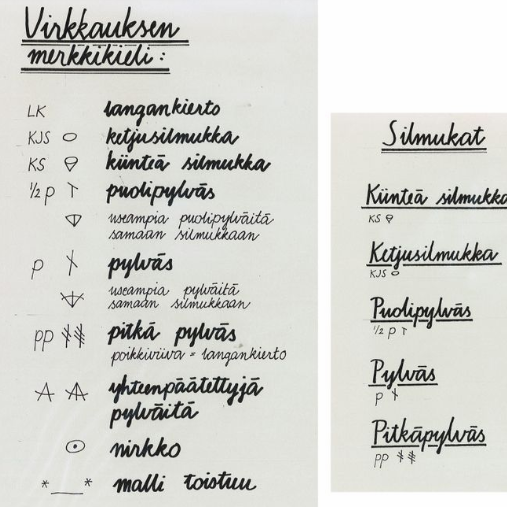 Virkkauksen
merkkikieli:
LK langankierto
KJS ketjusilmukka
KS kiinteä silmukka
½ p puolipylväs
useampia puolipylväitä
samaan silmukkaan
p pylväs
useampia pylväitä
samaan silmukkaan
pp pitkä pylväs
poikkiviiva = langankierto
yhteenpäätettyjä
pylväitä
nirkko
*___* malli toistuu
Silmukat
Kiinteä silmukka
KS
Ketjusilmukka
KJS
Puolipylväs
½ p
Pylväs
p
Pitkäpylväs
pp